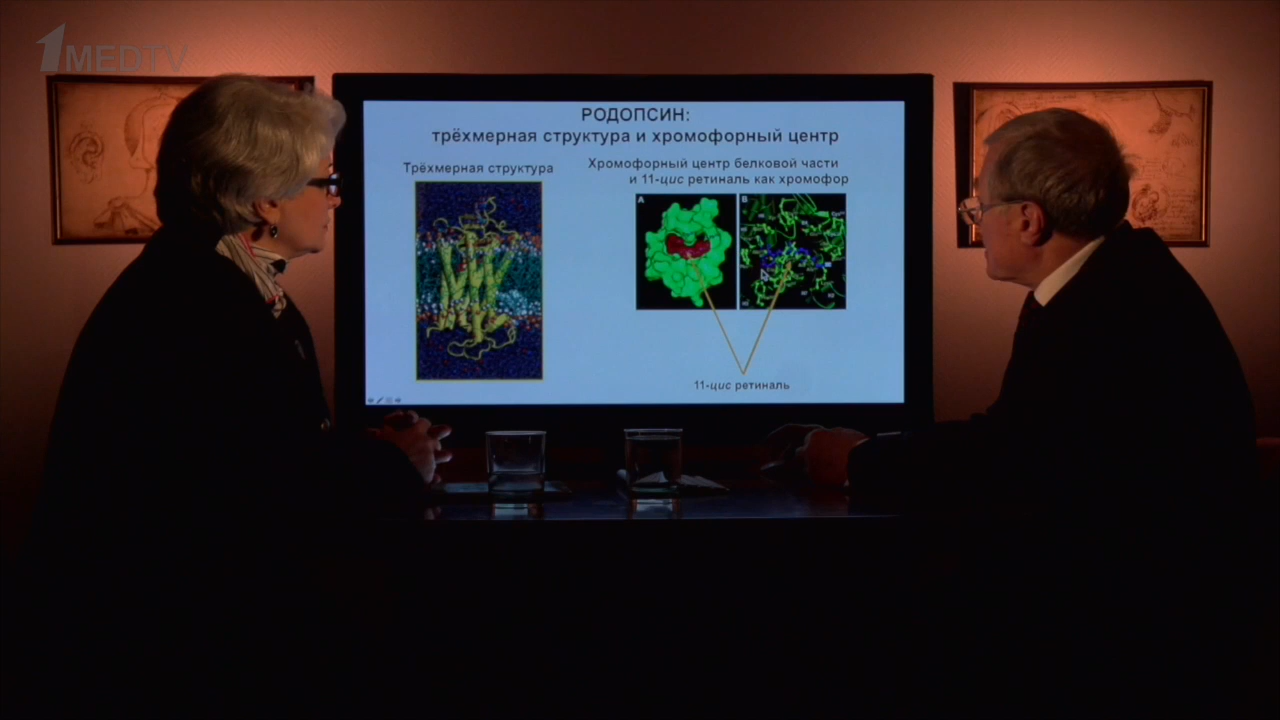 1MEDTV
РОДОПСИН:
трёхмерная структура и хромофорный центр
Трёхмерная структура
Хромофорный центр белковой части
и 11-цис ретиналь как хромофор
A
B
11-цис ретиналь